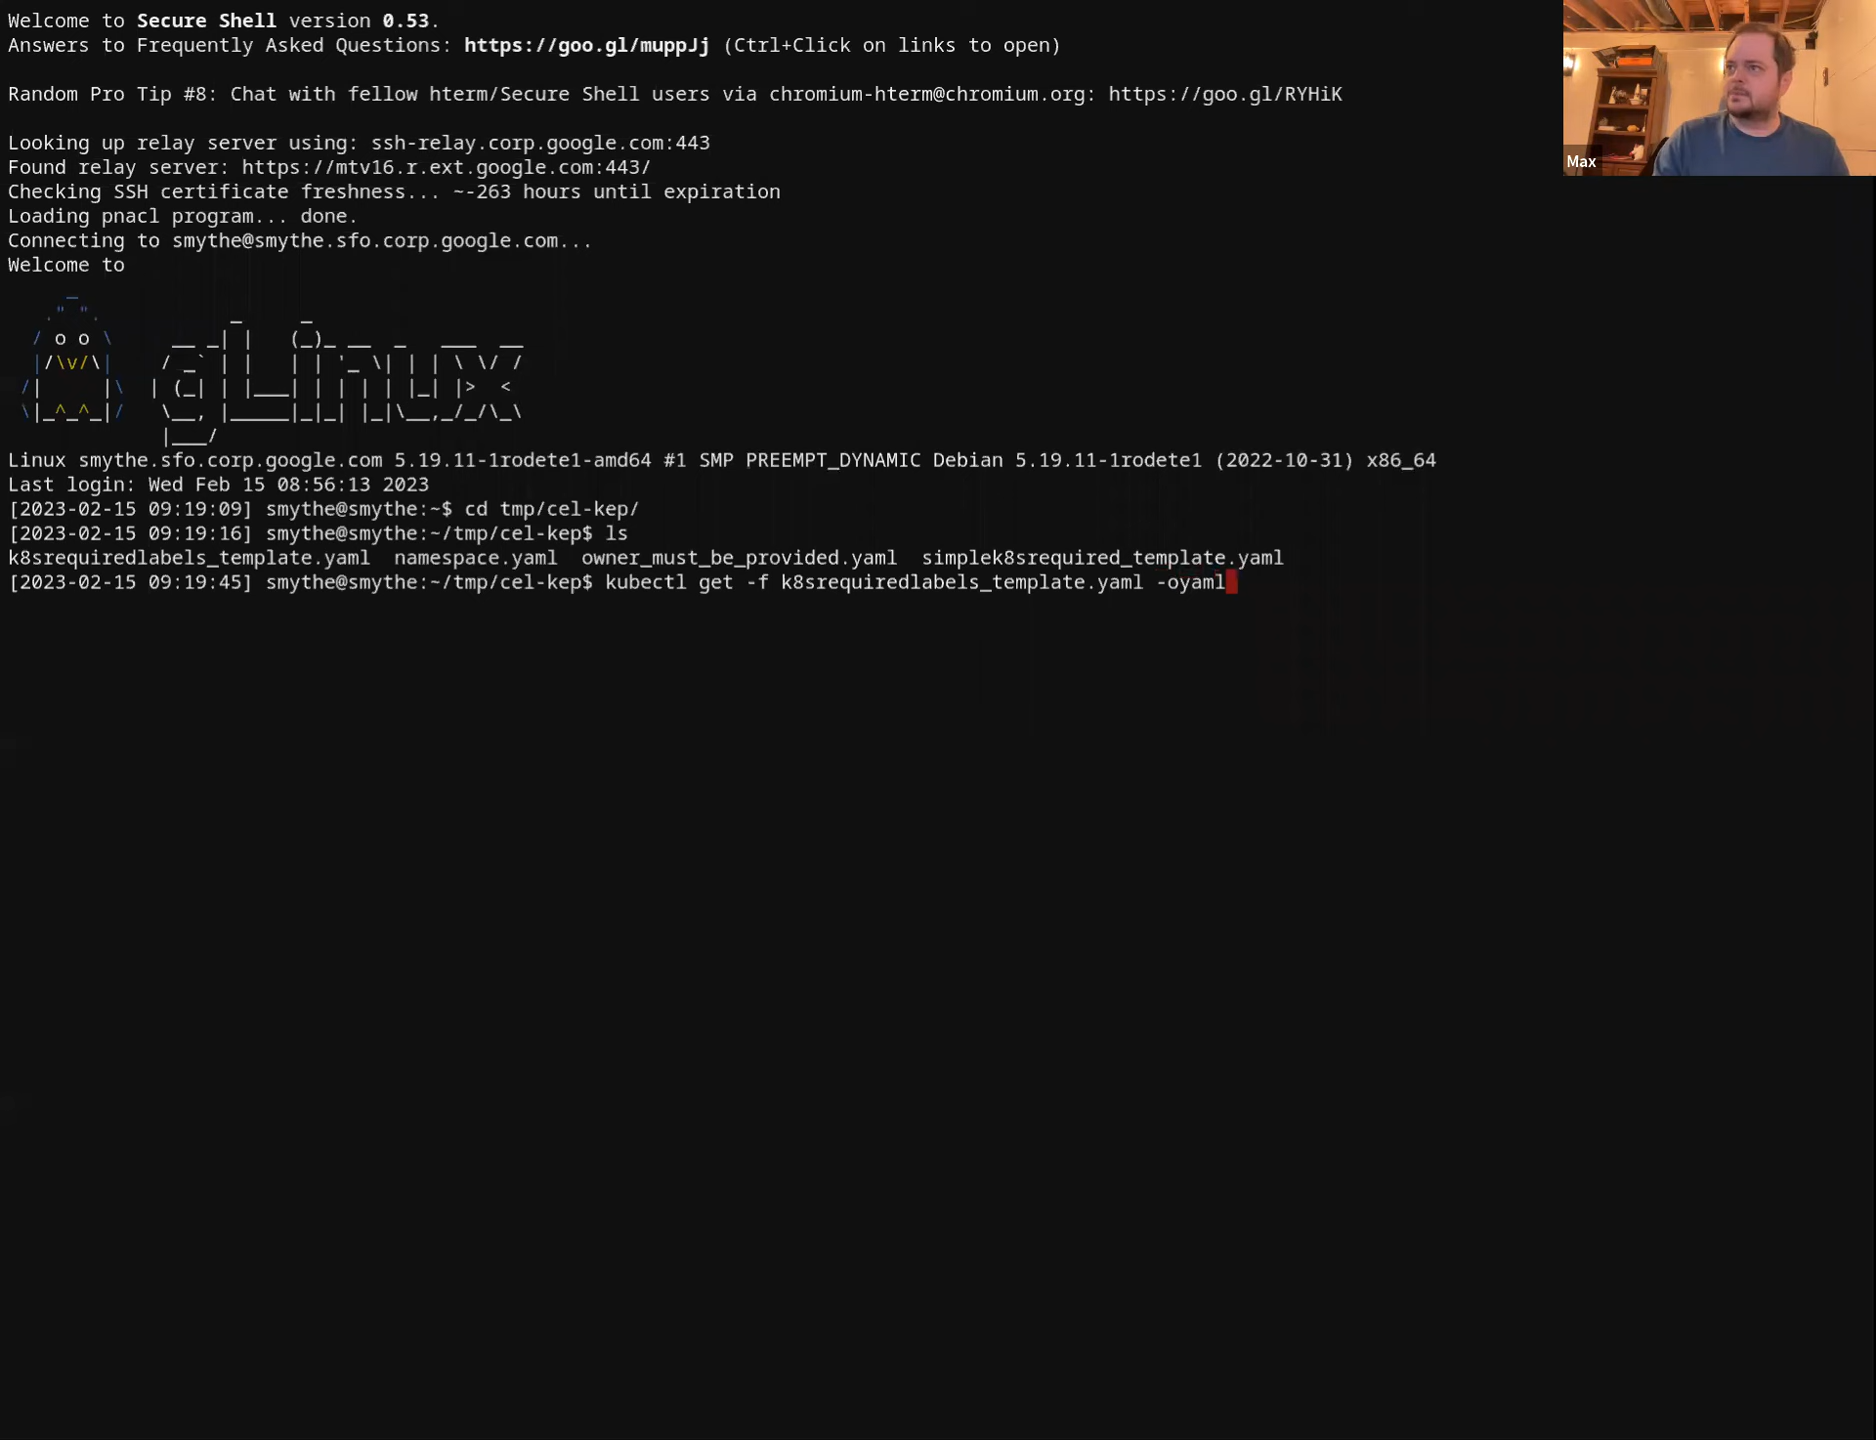 Welcome to Secure Shell version 0.53.
Answers to Frequently Asked Questions: https://goo.gl/muppJj (Ctrl+Click on links to open)
Random Pro Tip #8: Chat with fellow hterm/Secure Shell users via chromium-hterm@chromium.org: https://goo.gl/RYHiK
Looking up relay server using: ssh-relay.corp.google.com:443
Found relay server: https://mtv16.r.ext.google.com:443/
Checking SSH certificate freshness... ~-263 hours until expiration
Loading pnacl program... done.
Connecting to smythe@smythe.sfo.corp.google.com...
Welcome to
gLinux
Linux smythe.sfo.corp.google.com 5.19.11-1rodete1-amd64 #1 SMP PREEMPT_DYNAMIC Debian 5.19.11-1rodete1 (2022-10-31) x86_64
Last login: Wed Feb 15 08:56:13 2023
[2023-02-15 09:19:09] smythe@smythe:~$ cd tmp/cel-kep/
[2023-02-15 09:19:16] smythe@smythe:~/tmp/cel-kep$ ls
k8srequiredlabels_template.yaml  namespace.yaml  owner_must_be_provided.yaml  simplek8srequired_template.yaml
[2023-02-15 09:19:45] smythe@smythe:~/tmp/cel-kep$ kubectl get -f k8srequiredlabels_template.yaml -oyaml
Max